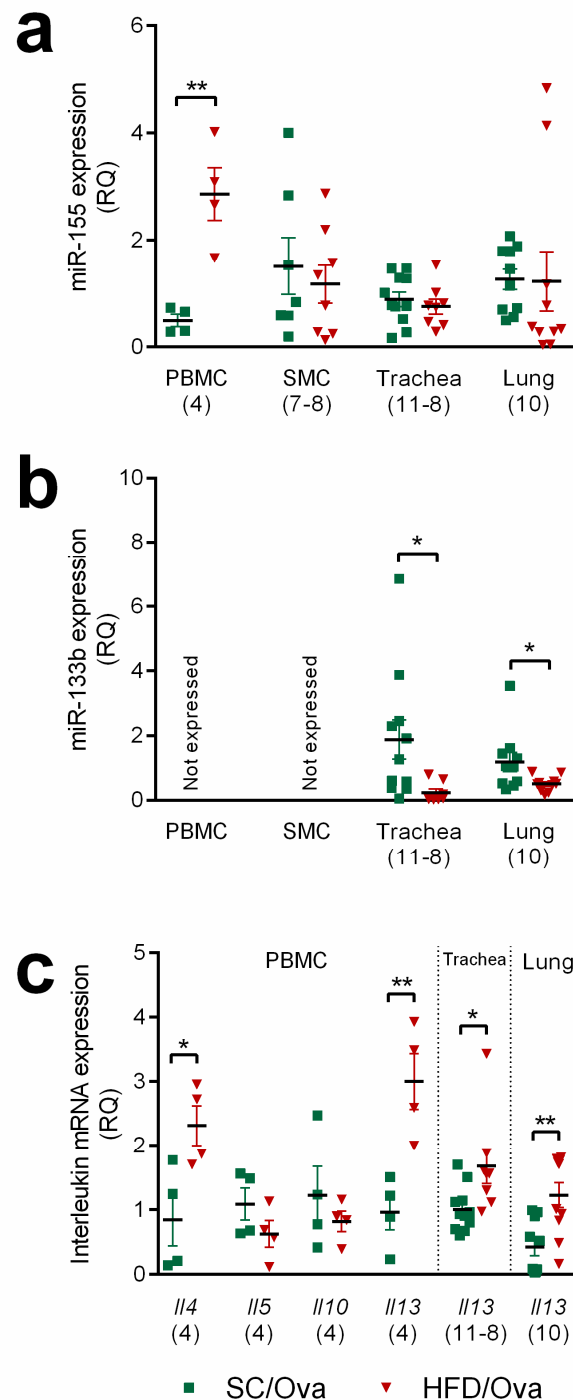 a
miR-155 expression
(RQ)
6
4
2
0
**
PBMC SMC Trachea Lung
(4) (7-8) (11-8) (10)
b
miR-133b expression
(RQ)
10
8
6
4
2
0
Not expressed
Not expressed
*
*
PBMC SMC Trachea Lung
(11-8) (10)
c
Interleukin mRNA expression
(RQ)
5
4
3
2
1
0
PBMC Trachea Lung
*
**
*
**
Il4 Il5 Il10 Il13 Il13 Il13
(4) (4) (4) (4) (11-8) (10)
SC/Ova HFD/Ova